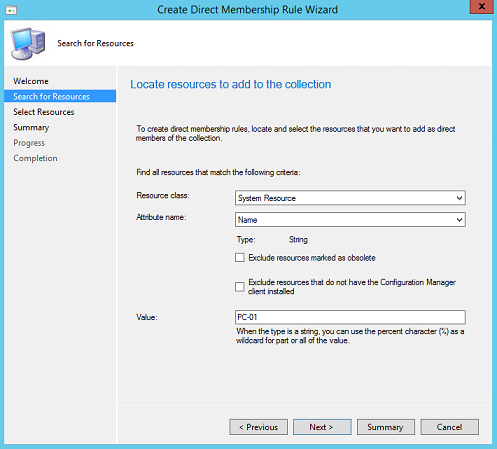 Create Direct Membership Rule Wizard
x
Search for Resources
Welcome
Search for Resources
Select Resources
Summary
Progress
Completion
Locate resources to add to the collection
To create direct membership rules, locate and select the resources that you want to add as direct
members of the collection.
Find all resources that match the following criteria:
Resource class:
System Resource
Attribute name:
Name
Type: String
Exclude resources marked as obsolete
Exclude resources that do not have the Configuration Manager
client installed
Value:
PC-01
When the type is a string, you can use the percent character (%) as a
wildcard for part or all of the value.
< Previous
Next >
Summary
Cancel